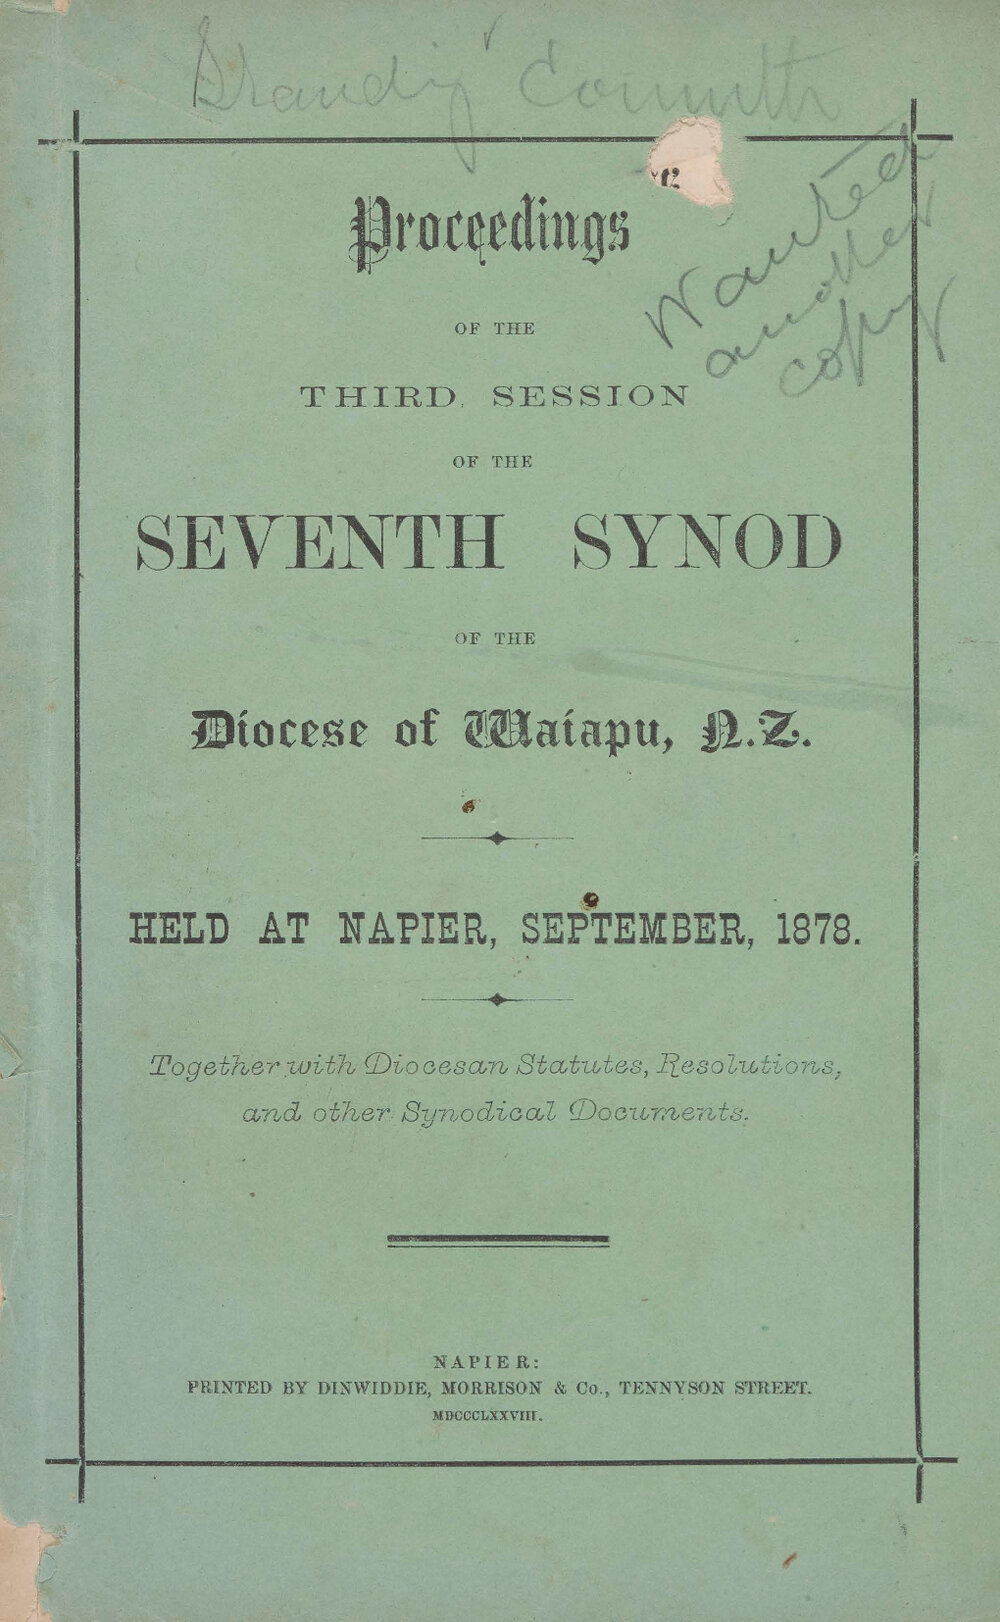 Standing Committ
Wanted
another
copy
Proceedings
OF THE
THIRD SESSION
OF THE
SEVENTH SYNOD
OF THE
Diocese of Waiapu, N.Z.
HELD AT NAPIER, SEPTEMBER, 1878.
Together with Diocesan Statutes, Resolutions,
and other Synodical Documents.
NAPIER:
PRINTED BY DINWIDDIE, MORRISON & Co., TENNYSON STREET.
MDCCCLXXVIII.